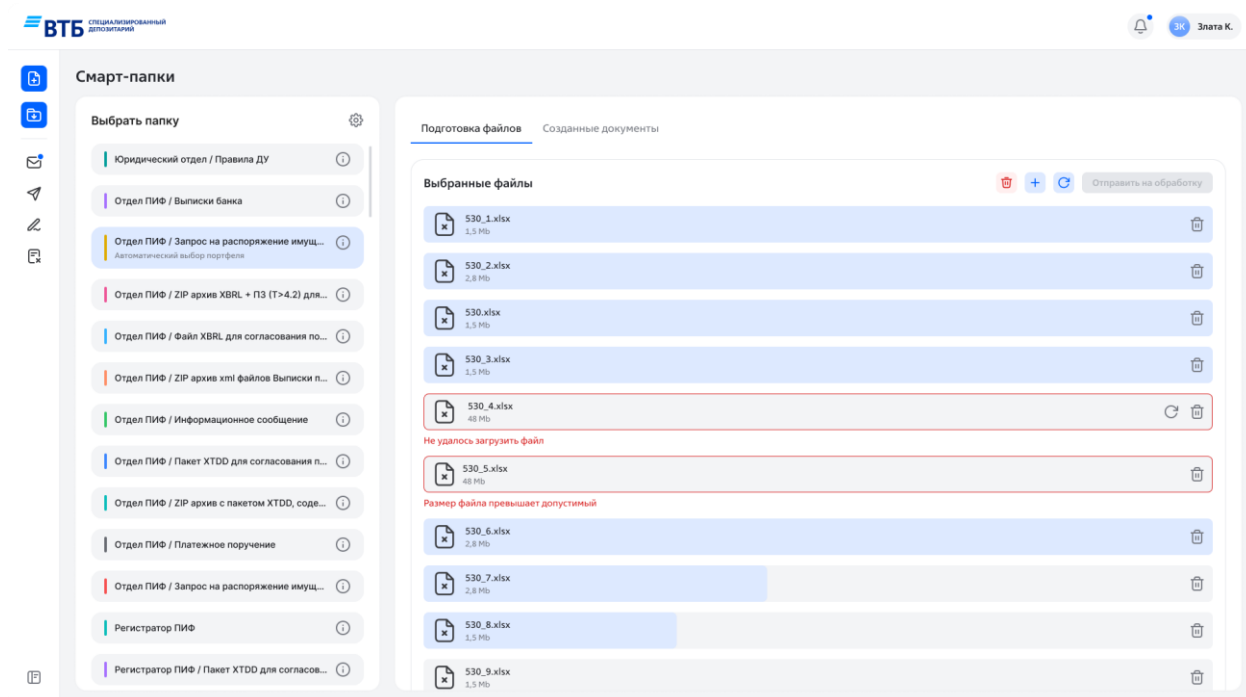 ВТБ СПЕЦИАЛИЗИРОВАННЫЙ
ДЕПОЗИТАРИЙ
ЗК Злата К.
Смарт-папки
Выбрать папку
Юридический отдел / Правила ДУ
Отдел ПИФ / Выписки банка
Отдел ПИФ / Запрос на распоряжение имущ...
Автоматический выбор портфеля
Отдел ПИФ / ZIP архив XBRL + ПЗ (T>4.2) для...
Отдел ПИФ / Файл XBRL для согласования по...
Отдел ПИФ / ZIP архив xml файлов Выписки п...
Отдел ПИФ / Информационное сообщение
Отдел ПИФ / Пакет XTDD для согласования п...
Отдел ПИФ / ZIP архив с пакетом XTDD, соде...
Отдел ПИФ / Платежное поручение
Отдел ПИФ / Запрос на распоряжение имущ...
Регистратор ПИФ
Регистратор ПИФ / Пакет XTDD для согласов...
Подготовка файлов Созданные документы
Выбранные файлы
Отправить на обработку
530_1.xlsx
1,5 Mb
530_2.xlsx
2,8 Mb
530.xlsx
1,5 Mb
530_3.xlsx
1,5 Mb
530_4.xlsx
48 Mb
Не удалось загрузить файл
530_5.xlsx
48 Mb
Размер файла превышает допустимый
530_6.xlsx
2,8 Mb
530_7.xlsx
2,8 Mb
530_8.xlsx
1,5 Mb
530_9.xlsx
1,5 Mb